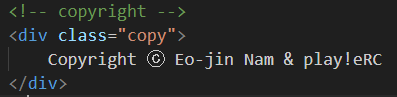 <!-- copyright -->
<div class="copy">
Copyright ⓒ Eo-jin Nam & play!eRC
</div>